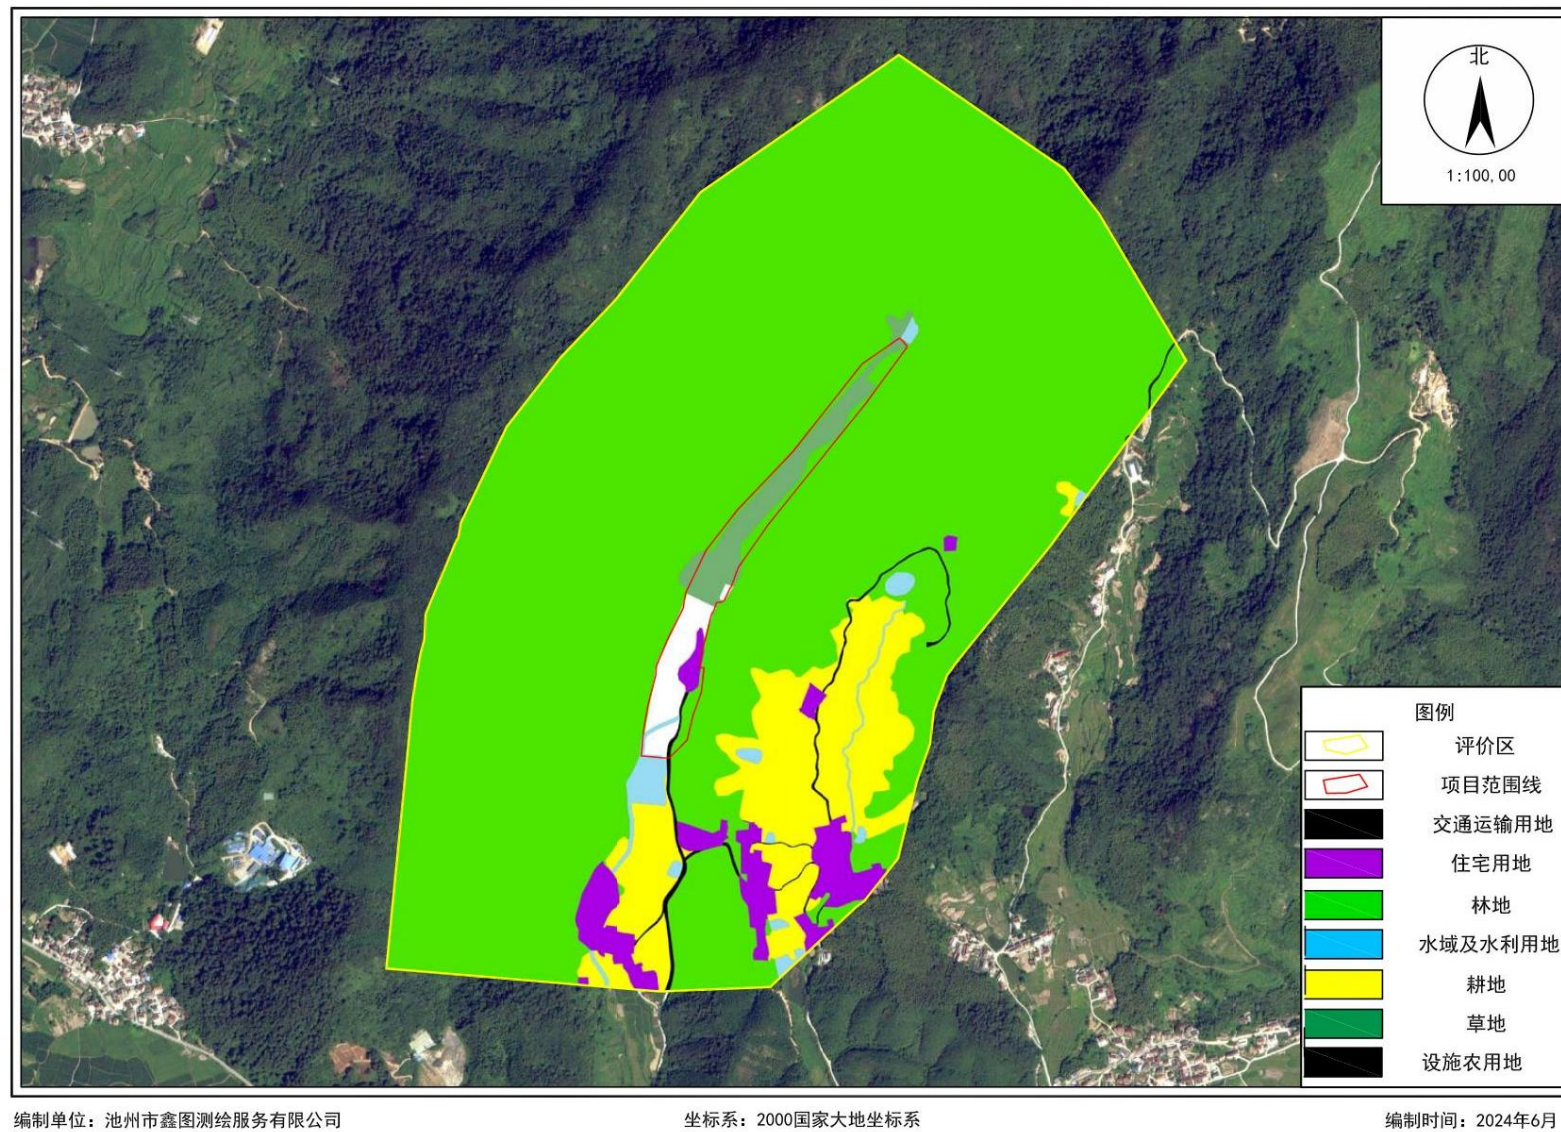 北
1:100,00
图例
评价区
项目范围线
交通运输用地
住宅用地
林地
水域及水利用地
耕地
草地
设施农用地
编制单位：池州市鑫图测绘服务有限公司
坐标系：2000国家大地坐标系
编制时间：2024年6月